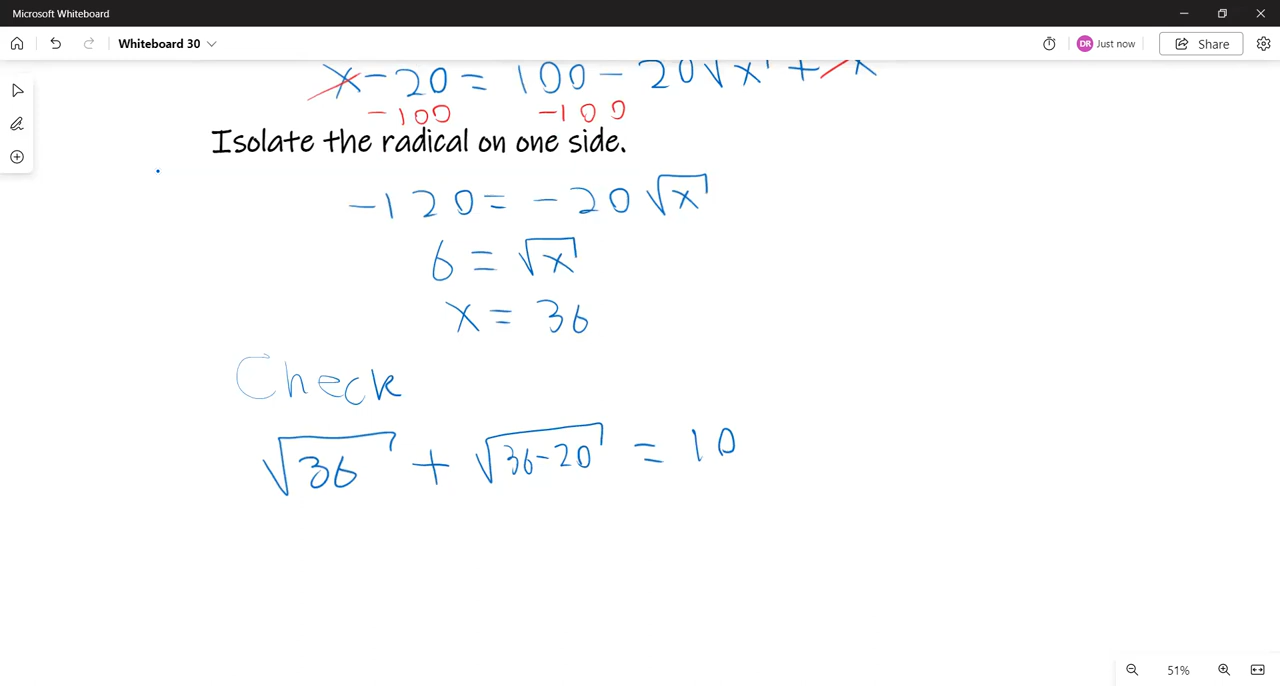 Microsoft Whiteboard
Whiteboard 30
DR Just now
Share
x - 20 = 100 - 20√x + x
-100 -100
Isolate the radical on one side.
-120 = -20√x
6 = √x
x = 36
Check
√36 + √36-20 = 10
51%